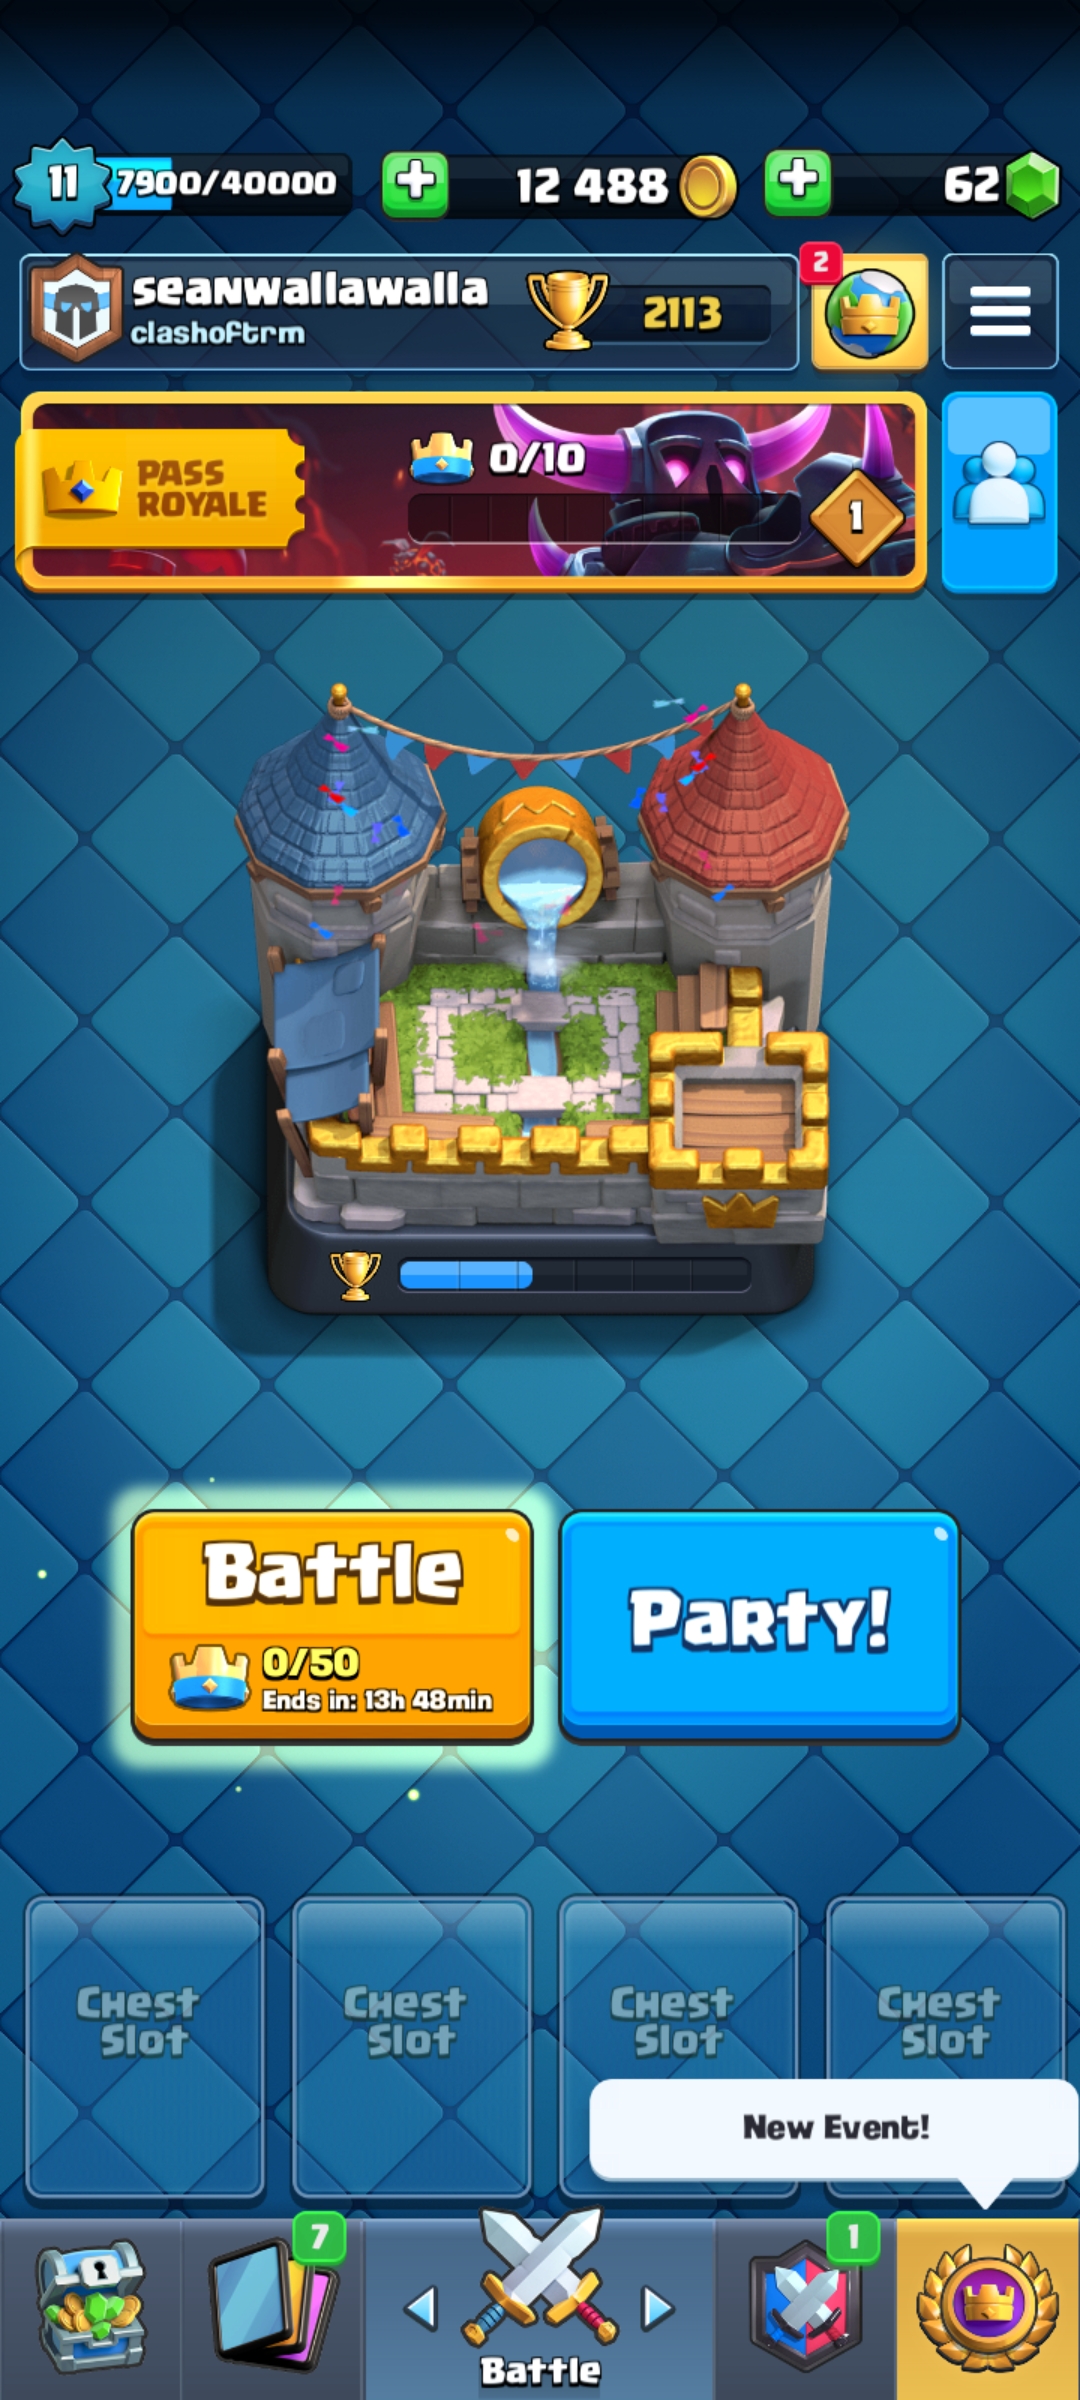 11
7900/40000
12 488
62
seanwallawalla
clashoftrm
2113
2
PASS
ROYALE
0/10
1
Battle
0/50
Ends in: 13h 48min
Party!
Chest
Slot
Chest
Slot
Chest
Slot
Chest
Slot
New Event!
7
1
Battle